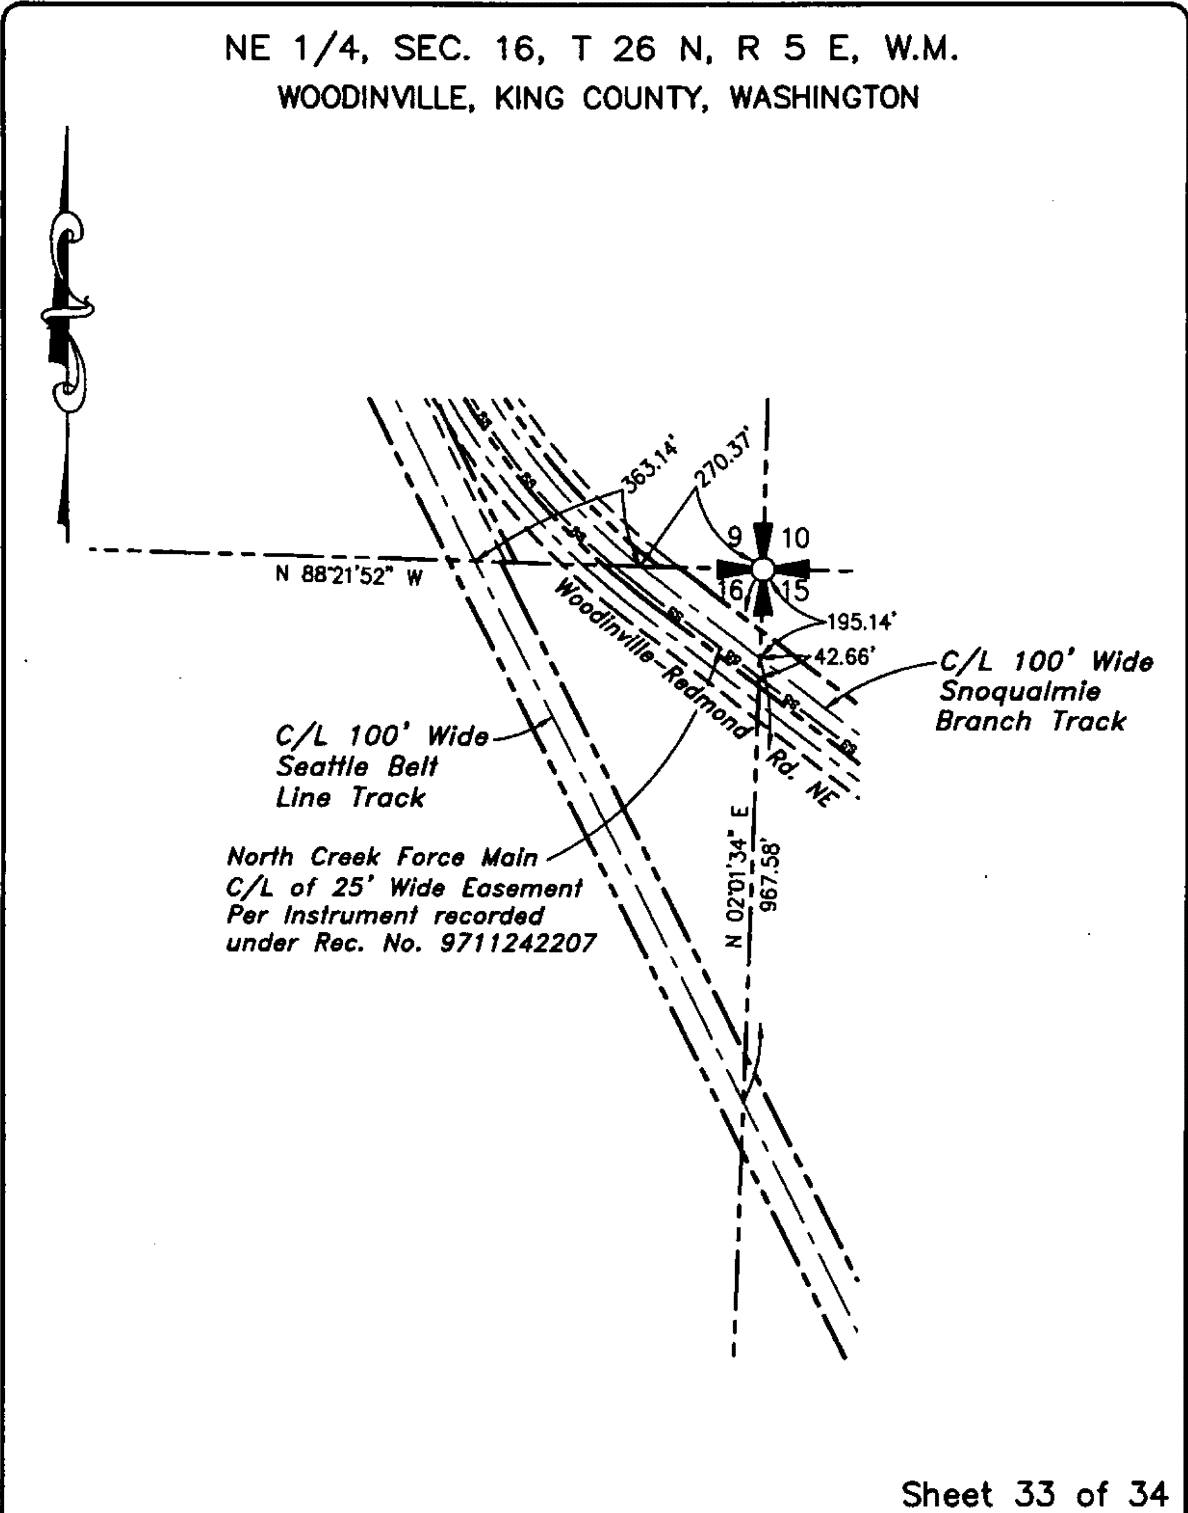 NE 1/4, SEC. 16, T 26 N, R 5 E, W.M.
WOODINVILLE, KING COUNTY, WASHINGTON
363.14'
270.37'
9 10
16 15
N 88°21'52" W
195.14'
42.66'
Woodinville-Redmond Rd. NE
C/L 100' Wide
Snoqualmie
Branch Track
C/L 100' Wide
Seattle Belt
Line Track
North Creek Force Main
C/L of 25' Wide Easement
Per Instrument recorded
under Rec. No. 9711242207
N 02°01'34" E
967.58'
Sheet 33 of 34